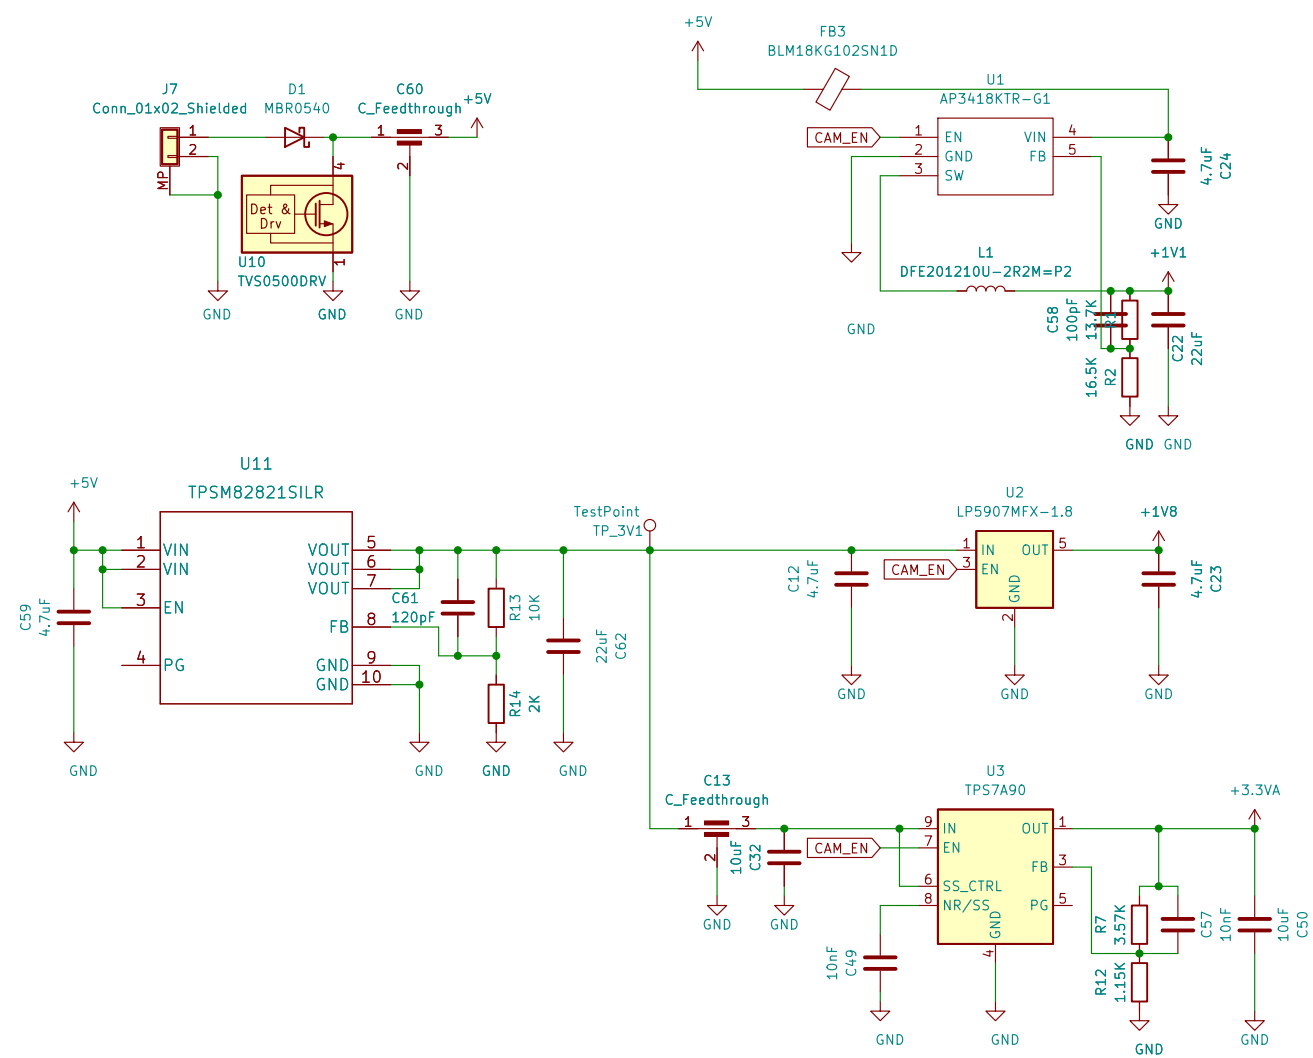 J7
Conn_01x02_Shielded
1
2
MP
D1
MBR0540
C60
C_Feedthrough
1
3
2
+5V
4
Det &
Drv
1
U10
TVS0500DRV
GND
GND
GND
+5V
FB3
BLM18KG102SN1D
U1
AP3418KTR-G1
CAM_EN
1
EN
2
GND
3
SW
VIN
4
FB
5
4.7uF
C24
GND
+1V1
L1
DFE201210U-2R2M=P2
GND
C58
100pF
13.7K
R1
C22
22uF
16.5K
R2
GND
GND
U11
TPSM82821SILR
+5V
1
VIN
2
VIN
3
EN
4
PG
VOUT
5
VOUT
6
VOUT
7
FB
8
GND
9
GND
10
C59
4.7uF
GND
GND
C61
120pF
R13
10K
R14
2K
GND
22uF
C62
GND
TestPoint
TP_3V1
C12
4.7uF
GND
U2
LP5907MFX-1.8
CAM_EN
1
IN
3
EN
OUT
5
GND
2
GND
+1V8
4.7uF
C23
GND
C13
C_Feedthrough
1
3
2
GND
10uF
C32
GND
U3
TPS7A90
CAM_EN
9
IN
7
EN
6
SS_CTRL
8
NR/SS
OUT
1
FB
3
PG
5
GND
4
10nF
C49
GND
GND
+3.3VA
R7
3.57K
C57
10nF
R12
1.15K
GND
10uF
C50
GND